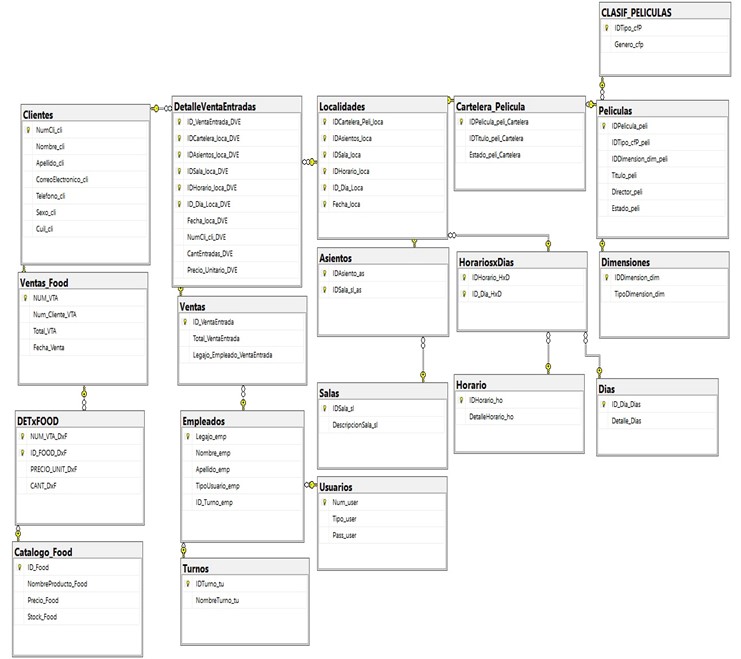 CLASIF_PELICULAS
IDTipo_cfP
Genero_cfp
Clientes
NumCli_cli
Nombre_cli
Apellido_cli
CorreoElectronico_cli
Telefono_cli
Sexo_cli
Cuil_cli
DetalleVentaEntradas
ID_VentaEntrada_DVE
IDCartelera_loca_DVE
IDAsientos_loca_DVE
IDSala_loca_DVE
IDHorario_loca_DVE
ID_Dia_Loca_DVE
Fecha_loca_DVE
NumCli_cli_DVE
CantEntradas_DVE
Precio_Unitario_DVE
Localidades
IDCartelera_Peli_loca
IDAsientos_loca
IDSala_loca
IDHorario_loca
ID_Dia_Loca
Fecha_loca
Cartelera_Pelicula
IDPelicula_peli_Cartelera
IDTitulo_peli_Cartelera
Estado_peli_Cartelera
Peliculas
IDPelicula_peli
IDTipo_cfP_peli
IDDimension_dim_peli
Titulo_peli
Director_peli
Estado_peli
Ventas_Food
NUM_VTA
Num_Cliente_VTA
Total_VTA
Fecha_Venta
Ventas
ID_VentaEntrada
Total_VentaEntrada
Legajo_Empleado_VentaEntrada
Asientos
IDAsiento_as
IDSala_sl_as
HorariosxDias
IDHorario_HxD
ID_Dia_HxD
Dimensiones
IDDimension_dim
TipoDimension_dim
DETxFOOD
NUM_VTA_DxF
ID_FOOD_DxF
PRECIO_UNIT_DxF
CANT_DxF
Empleados
Legajo_emp
Nombre_emp
Apellido_emp
TipoUsuario_emp
ID_Turno_emp
Salas
IDSala_sl
DescripcionSala_sl
Horario
IDHorario_ho
DetalleHorario_ho
Dias
ID_Dia_Dias
Detalle_Dias
Usuarios
Num_user
Tipo_user
Pass_user
Catalogo_Food
ID_Food
NombreProducto_Food
Precio_Food
Stock_Food
Turnos
IDTurno_tu
NombreTurno_tu